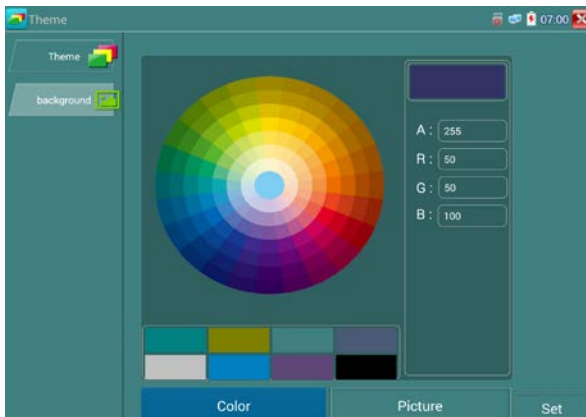 Theme
07:00
Theme
background
A : 255
R : 50
G : 50
B : 100
Color
Picture
Set